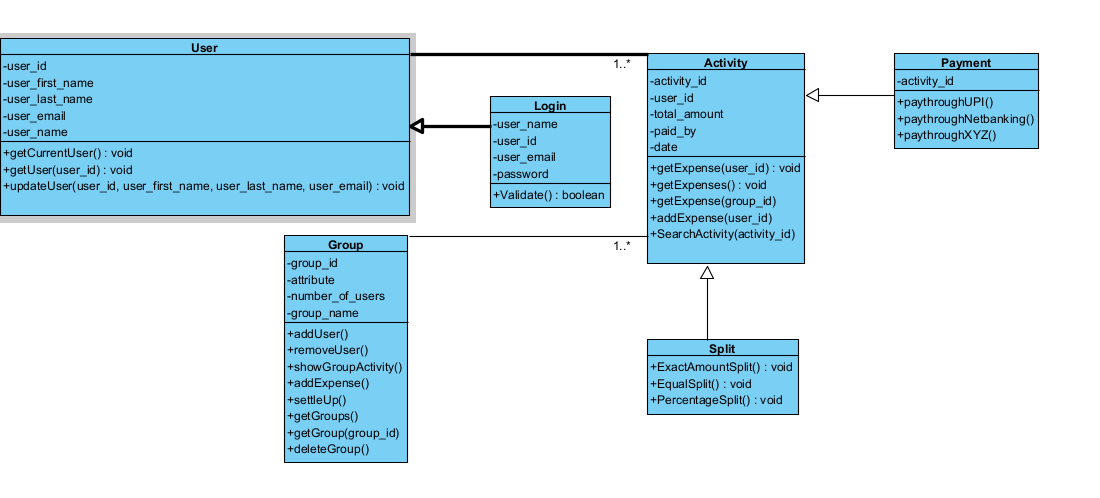 User
-user_id
-user_first_name
-user_last_name
-user_email
-user_name
+getCurrentUser() : void
+getUser(user_id) : void
+updateUser(user_id, user_first_name, user_last_name, user_email) : void
1..*
Login
-user_name
-user_id
-user_email
-password
+Validate() : boolean
Activity
-activity_id
-user_id
-total_amount
-paid_by
-date
+getExpense(user_id) : void
+getExpenses() : void
+getExpense(group_id)
+addExpense(user_id)
+SearchActivity(activity_id)
Payment
-activity_id
+paythroughUPI()
+paythroughNetbanking()
+paythroughXYZ()
1..*
Group
-group_id
-attribute
-number_of_users
-group_name
+addUser()
+removeUser()
+showGroupActivity()
+addExpense()
+settleUp()
+getGroups()
+getGroup(group_id)
+deleteGroup()
Split
+ExactAmountSplit() : void
+EqualSplit() : void
+PercentageSplit() : void